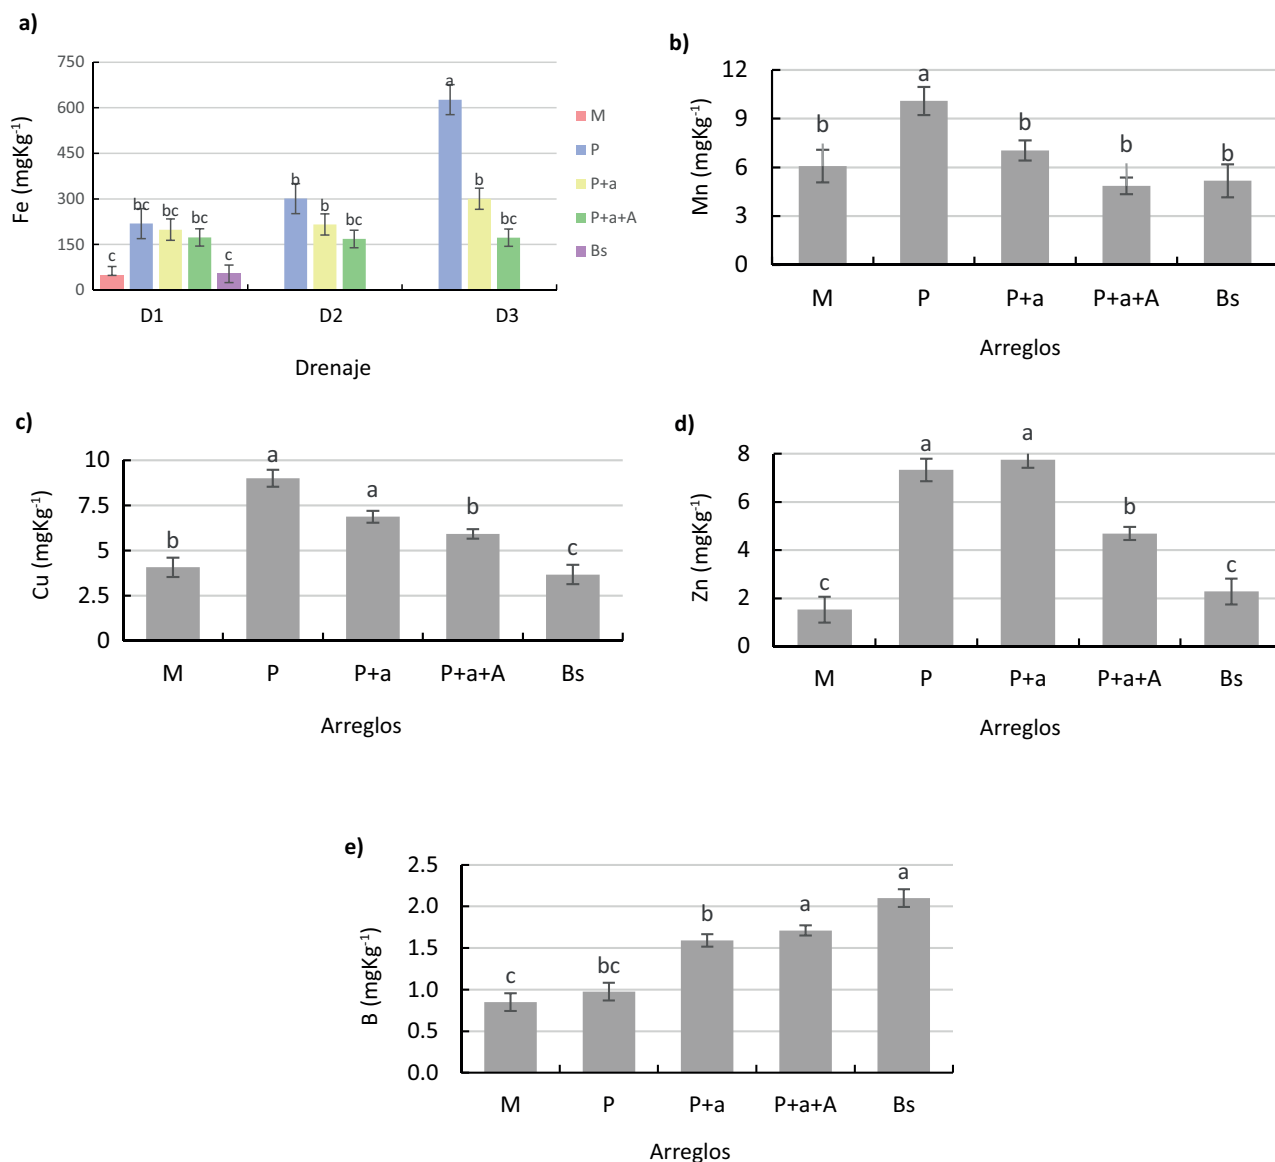 a)
Fe (mgKg-1)
750
600
450
300
150
0
c
bc
bc
bc
c
b
b
bc
a
b
bc
D1
D2
D3
Drenaje
M
P
P+a
P+a+A
Bs
b)
Mn (mgKg-1)
12
9
6
3
0
b
a
b
b
b
M
P
P+a
P+a+A
Bs
Arreglos
c)
Cu (mgKg-1)
10
7.5
5
2.5
0
b
a
a
b
c
M
P
P+a
P+a+A
Bs
Arreglos
d)
Zn (mgKg-1)
8
6
4
2
0
c
a
a
b
c
M
P
P+a
P+a+A
Bs
Arreglos
e)
B (mgKg-1)
2.5
2.0
1.5
1.0
0.5
0.0
c
bc
b
a
a
M
P
P+a
P+a+A
Bs
Arreglos